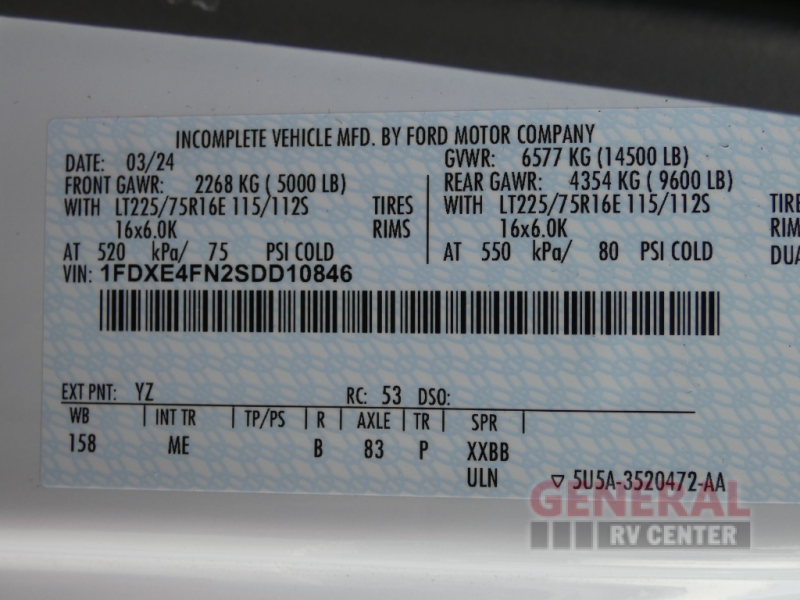 INCOMPLETE VEHICLE MFD. BY FORD MOTOR COMPANY
DATE: 03/24 GVWR: 6577 KG (14500 LB)
FRONT GAWR: 2268 KG ( 5000 LB) REAR GAWR: 4354 KG ( 9600 LB)
WITH LT225/75R16E 115/112S TIRES WITH LT225/75R16E 115/112S TIRE
16x6.0K RIMS 16x6.0K RIM
AT 520 kPa/ 75 PSI COLD AT 550 kPa/ 80 PSI COLD DUA
VIN: 1FDXE4FN2SDD10846
EXT PNT: YZ RC: 53 DSO:
WB INT TR TP/PS R AXLE TR SPR
158 ME B 83 P XXBB
ULN ▽ 5U5A-3520472-AA
GENERAL
RV CENTER